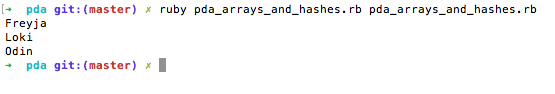 [➜  pda git:(master) ✗ ruby pda_arrays_and_hashes.rb pda_arrays_and_hashes.rb
Freyja
Loki
Odin
➜  pda git:(master) ✗